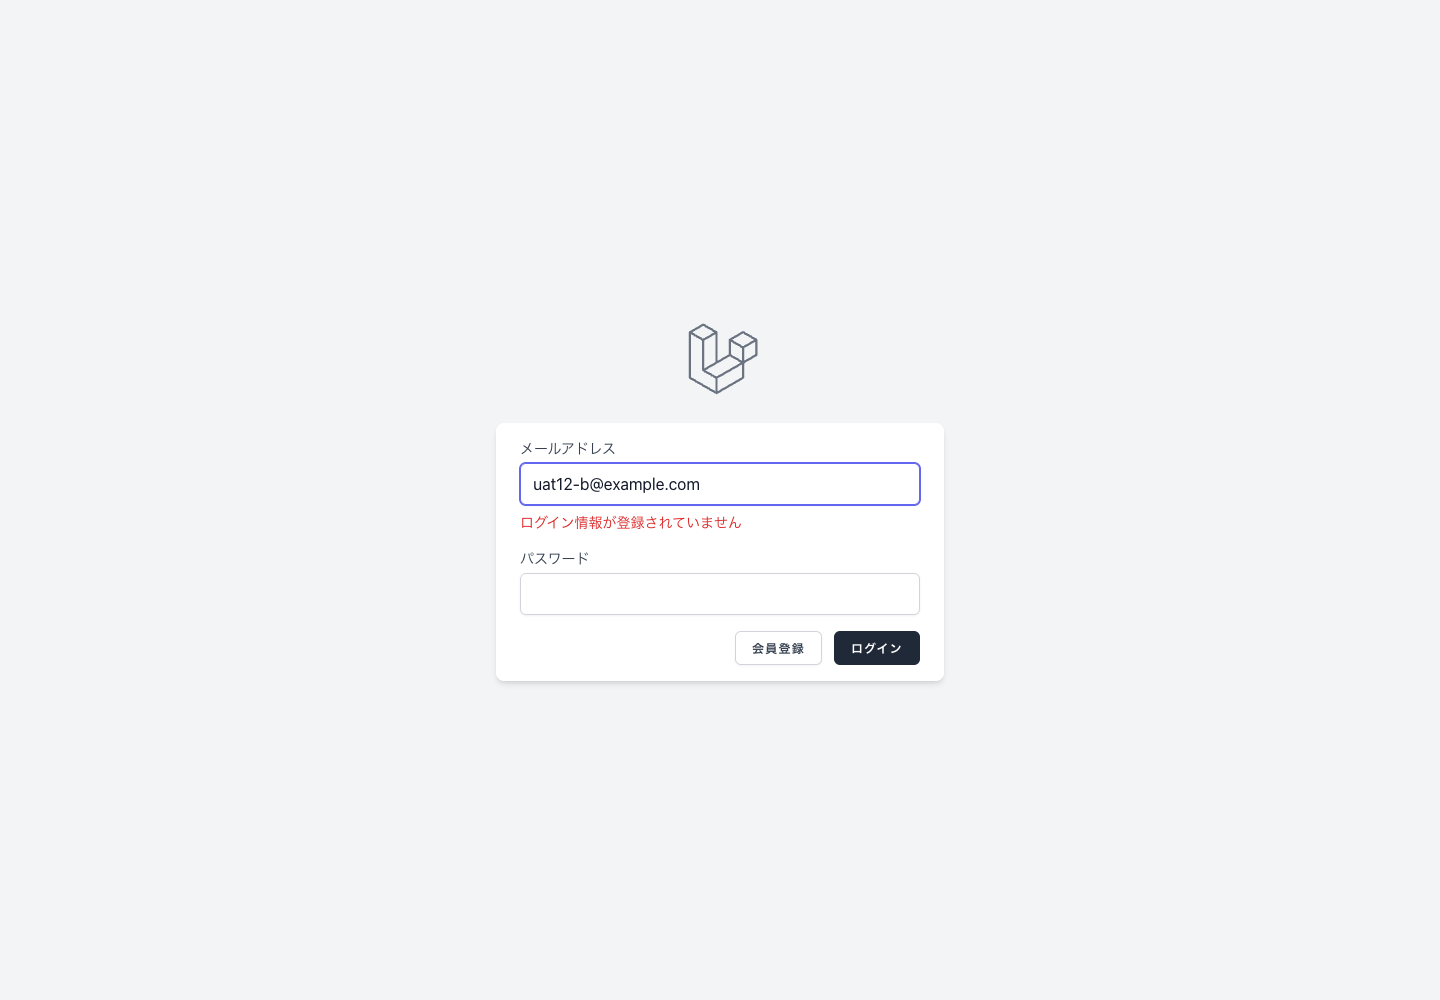 メールアドレス
uat12-b@example.com
ログイン情報が登録されていません
パスワード
会員登録 ログイン